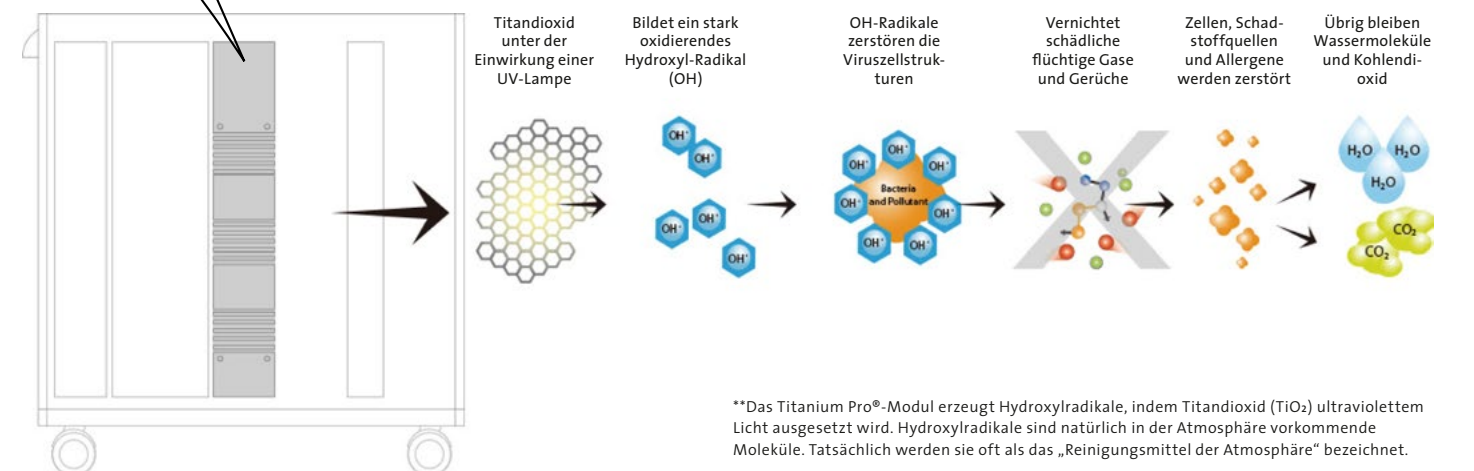 Titandioxid
unter der
Einwirkung einer
UV-Lampe
Bildet ein stark
oxidierendes
Hydroxyl-Radikal
(OH)
OH-Radikale
zerstören die
Viruszellstruk-
turen
Vernichtet
schädliche
flüchtige Gase
und Gerüche
Zellen, Schad-
stoffquellen
und Allergene
werden zerstört
Übrig bleiben
Wassermoleküle
und Kohlendi-
oxid
OH•
OH•
OH•
OH•
OH•
OH•
OH•
OH•
OH•
OH•
OH•
OH•
Bacteria
and Pollutant
H₂O
H₂O
H₂O
CO₂
CO₂
**Das Titanium Pro®-Modul erzeugt Hydroxylradikale, indem Titandioxid (TiO₂) ultraviolettem
Licht ausgesetzt wird. Hydroxylradikale sind natürlich in der Atmosphäre vorkommende
Moleküle. Tatsächlich werden sie oft als das „Reinigungsmittel der Atmosphäre“ bezeichnet.